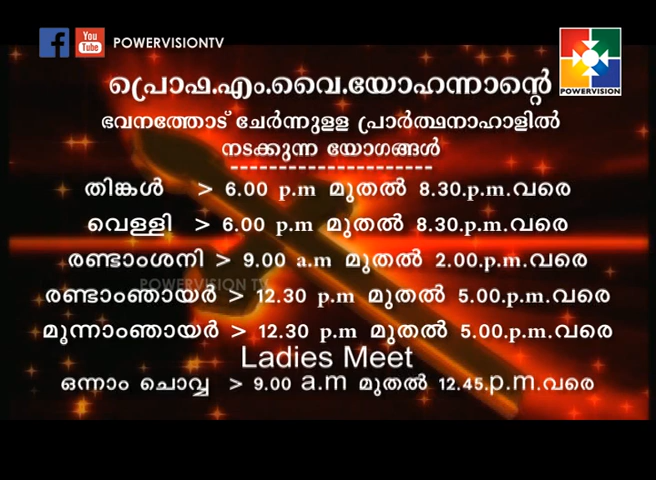 You Tube POWERVISIONTV
പ്രൊഫ.എം.വൈ.യോഹന്നാന്റെ
POWERVISION
ഭവനത്തോട് ചേർന്നുളള പ്രാർത്ഥനാഹാളിൽ
നടക്കുന്ന യോഗങ്ങൾ
തിങ്കൾ > 6.00 p.m മുതൽ 8.30.p.m.വരെ
വെള്ളി > 6.00 p.m മുതൽ 8.30.p.m.വരെ
രണ്ടാംശനി > 9.00 a.m മുതൽ 2.00.p.m.വരെ
POWERVISION TV
രണ്ടാംഞായർ > 12.30 p.m മുതൽ 5.00.p.m.വരെ
മൂന്നാംഞായർ > 12.30 p.m മുതൽ 5.00.p.m.വരെ
Ladies Meet
ഒന്നാം ചൊവ്വ > 9.00 a.m മുതൽ 12.45.p.m.വരെ